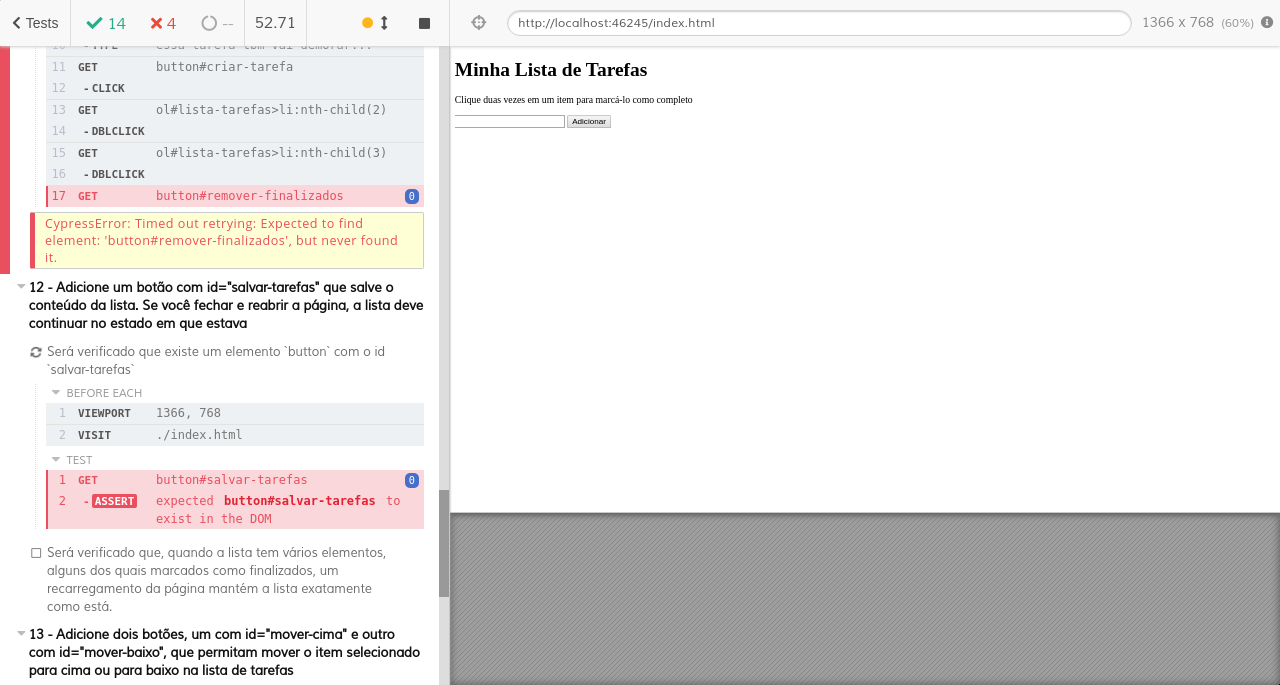 Tests
14
4
--
52.71
http://localhost:46245/index.html
1366 x 768 (60%)
10 -TYPE essa tarefa tbm vai demorar...
11 GET button#criar-tarefa
12 -CLICK
13 GET ol#lista-tarefas>li:nth-child(2)
14 -DBLCLICK
15 GET ol#lista-tarefas>li:nth-child(3)
16 -DBLCLICK
17 GET button#remover-finalizados 0
CypressError: Timed out retrying: Expected to find
element: 'button#remover-finalizados', but never found
it.
12 - Adicione um botão com id="salvar-tarefas" que salve o
conteúdo da lista. Se você fechar e reabrir a página, a lista deve
continuar no estado em que estava
Será verificado que existe um elemento `button` com o id
`salvar-tarefas`
BEFORE EACH
1 VIEWPORT 1366, 768
2 VISIT ./index.html
TEST
1 GET button#salvar-tarefas 0
2 -ASSERT expected button#salvar-tarefas to
exist in the DOM
Será verificado que, quando a lista tem vários elementos,
alguns dos quais marcados como finalizados, um
recarregamento da página mantém a lista exatamente
como está.
13 - Adicione dois botões, um com id="mover-cima" e outro
com id="mover-baixo", que permitam mover o item selecionado
para cima ou para baixo na lista de tarefas
Minha Lista de Tarefas
Clique duas vezes em um item para marcá-lo como completo
Adicionar